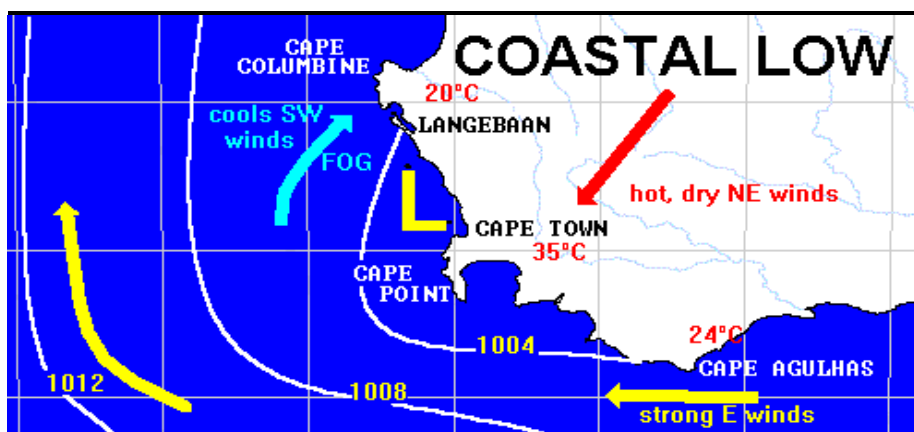 COASTAL LOW
CAPE
COLUMBINE
20°C
cools SW
winds
FOG
LANGEBAAN
hot, dry NE winds
L
CAPE TOWN
35°C
CAPE
POINT
24°C
1004
CAPE AGULHAS
1012
1008
strong E winds